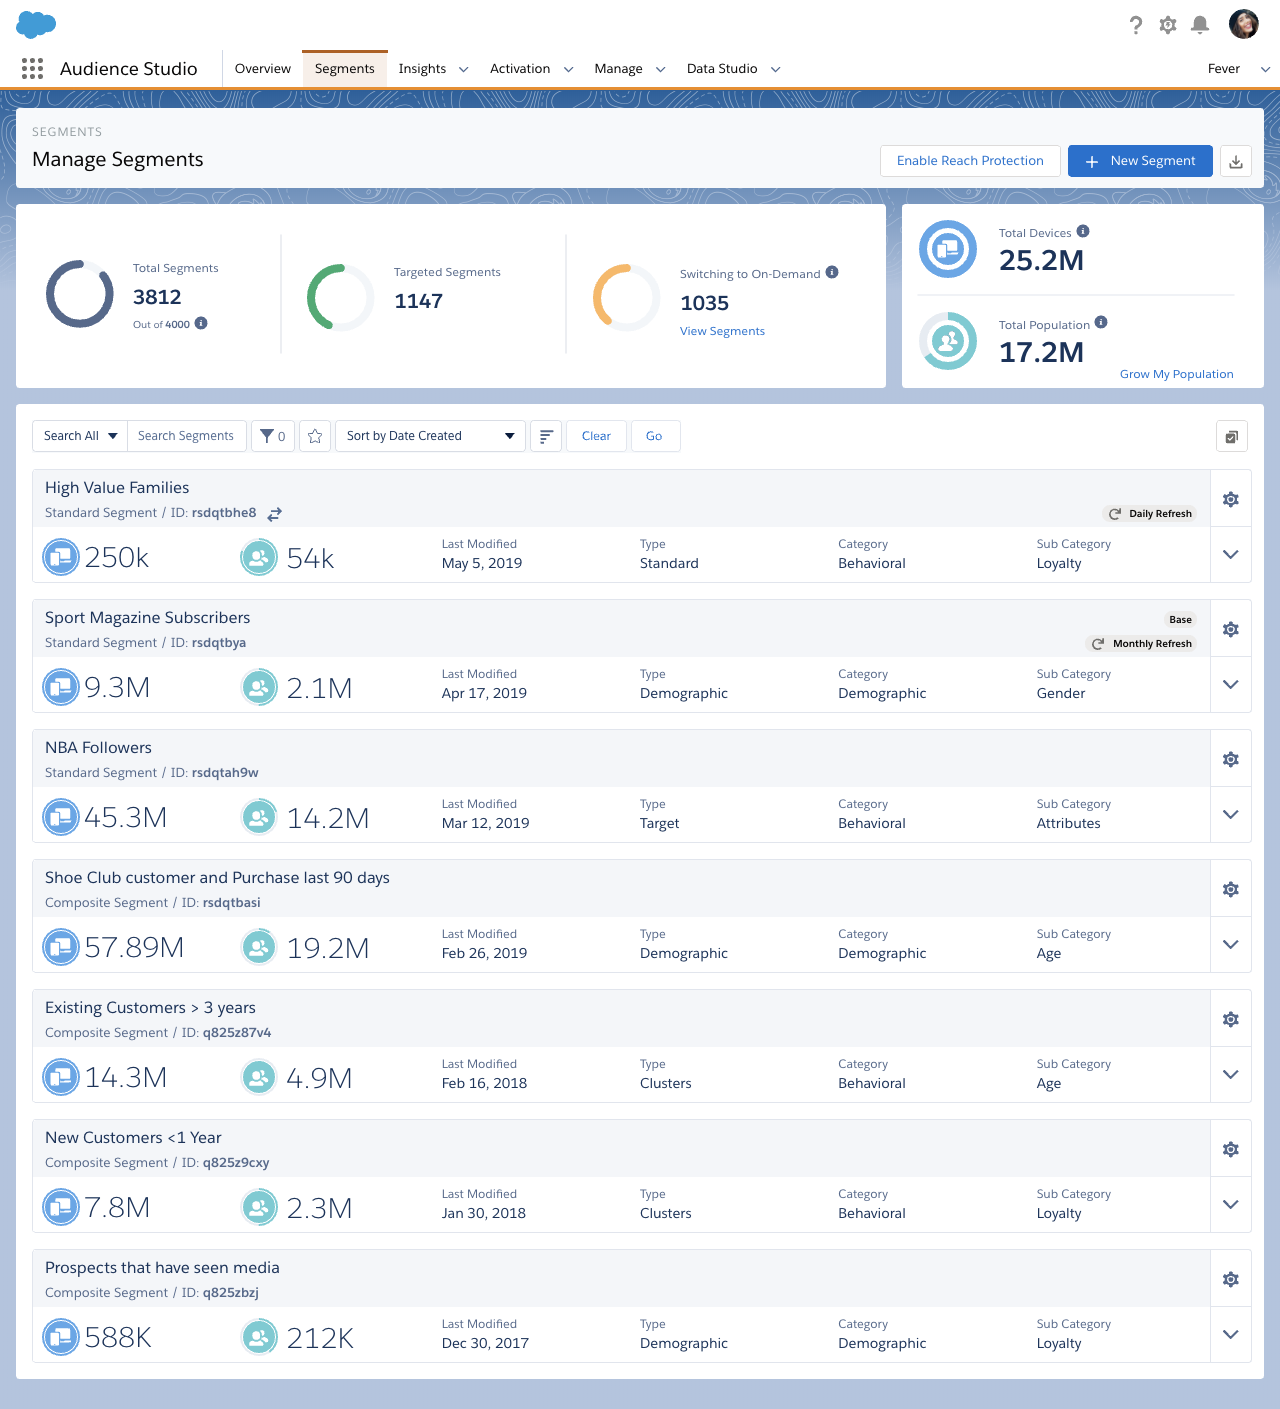 Audience Studio
Overview
Segments
Insights
Activation
Manage
Data Studio
Fever
SEGMENTS
Manage Segments
Enable Reach Protection
+ New Segment
Total Segments
3812
Out of 4000
Targeted Segments
1147
Switching to On-Demand
1035
View Segments
Total Devices
25.2M
Total Population
17.2M
Grow My Population
Search All
Search Segments
0
Sort by Date Created
Clear
Go
High Value Families
Standard Segment / ID: rsdqtbhe8
Daily Refresh
250k
54k
Last Modified
May 5, 2019
Type
Standard
Category
Behavioral
Sub Category
Loyalty
Sport Magazine Subscribers
Base
Standard Segment / ID: rsdqtbya
Monthly Refresh
9.3M
2.1M
Last Modified
Apr 17, 2019
Type
Demographic
Category
Demographic
Sub Category
Gender
NBA Followers
Standard Segment / ID: rsdqtah9w
45.3M
14.2M
Last Modified
Mar 12, 2019
Type
Target
Category
Behavioral
Sub Category
Attributes
Shoe Club customer and Purchase last 90 days
Composite Segment / ID: rsdqtbasi
57.89M
19.2M
Last Modified
Feb 26, 2019
Type
Demographic
Category
Demographic
Sub Category
Age
Existing Customers > 3 years
Composite Segment / ID: q825z87v4
14.3M
4.9M
Last Modified
Feb 16, 2018
Type
Clusters
Category
Behavioral
Sub Category
Age
New Customers <1 Year
Composite Segment / ID: q825z9cxy
7.8M
2.3M
Last Modified
Jan 30, 2018
Type
Clusters
Category
Behavioral
Sub Category
Loyalty
Prospects that have seen media
Composite Segment / ID: q825zbzj
588K
212K
Last Modified
Dec 30, 2017
Type
Demographic
Category
Demographic
Sub Category
Loyalty